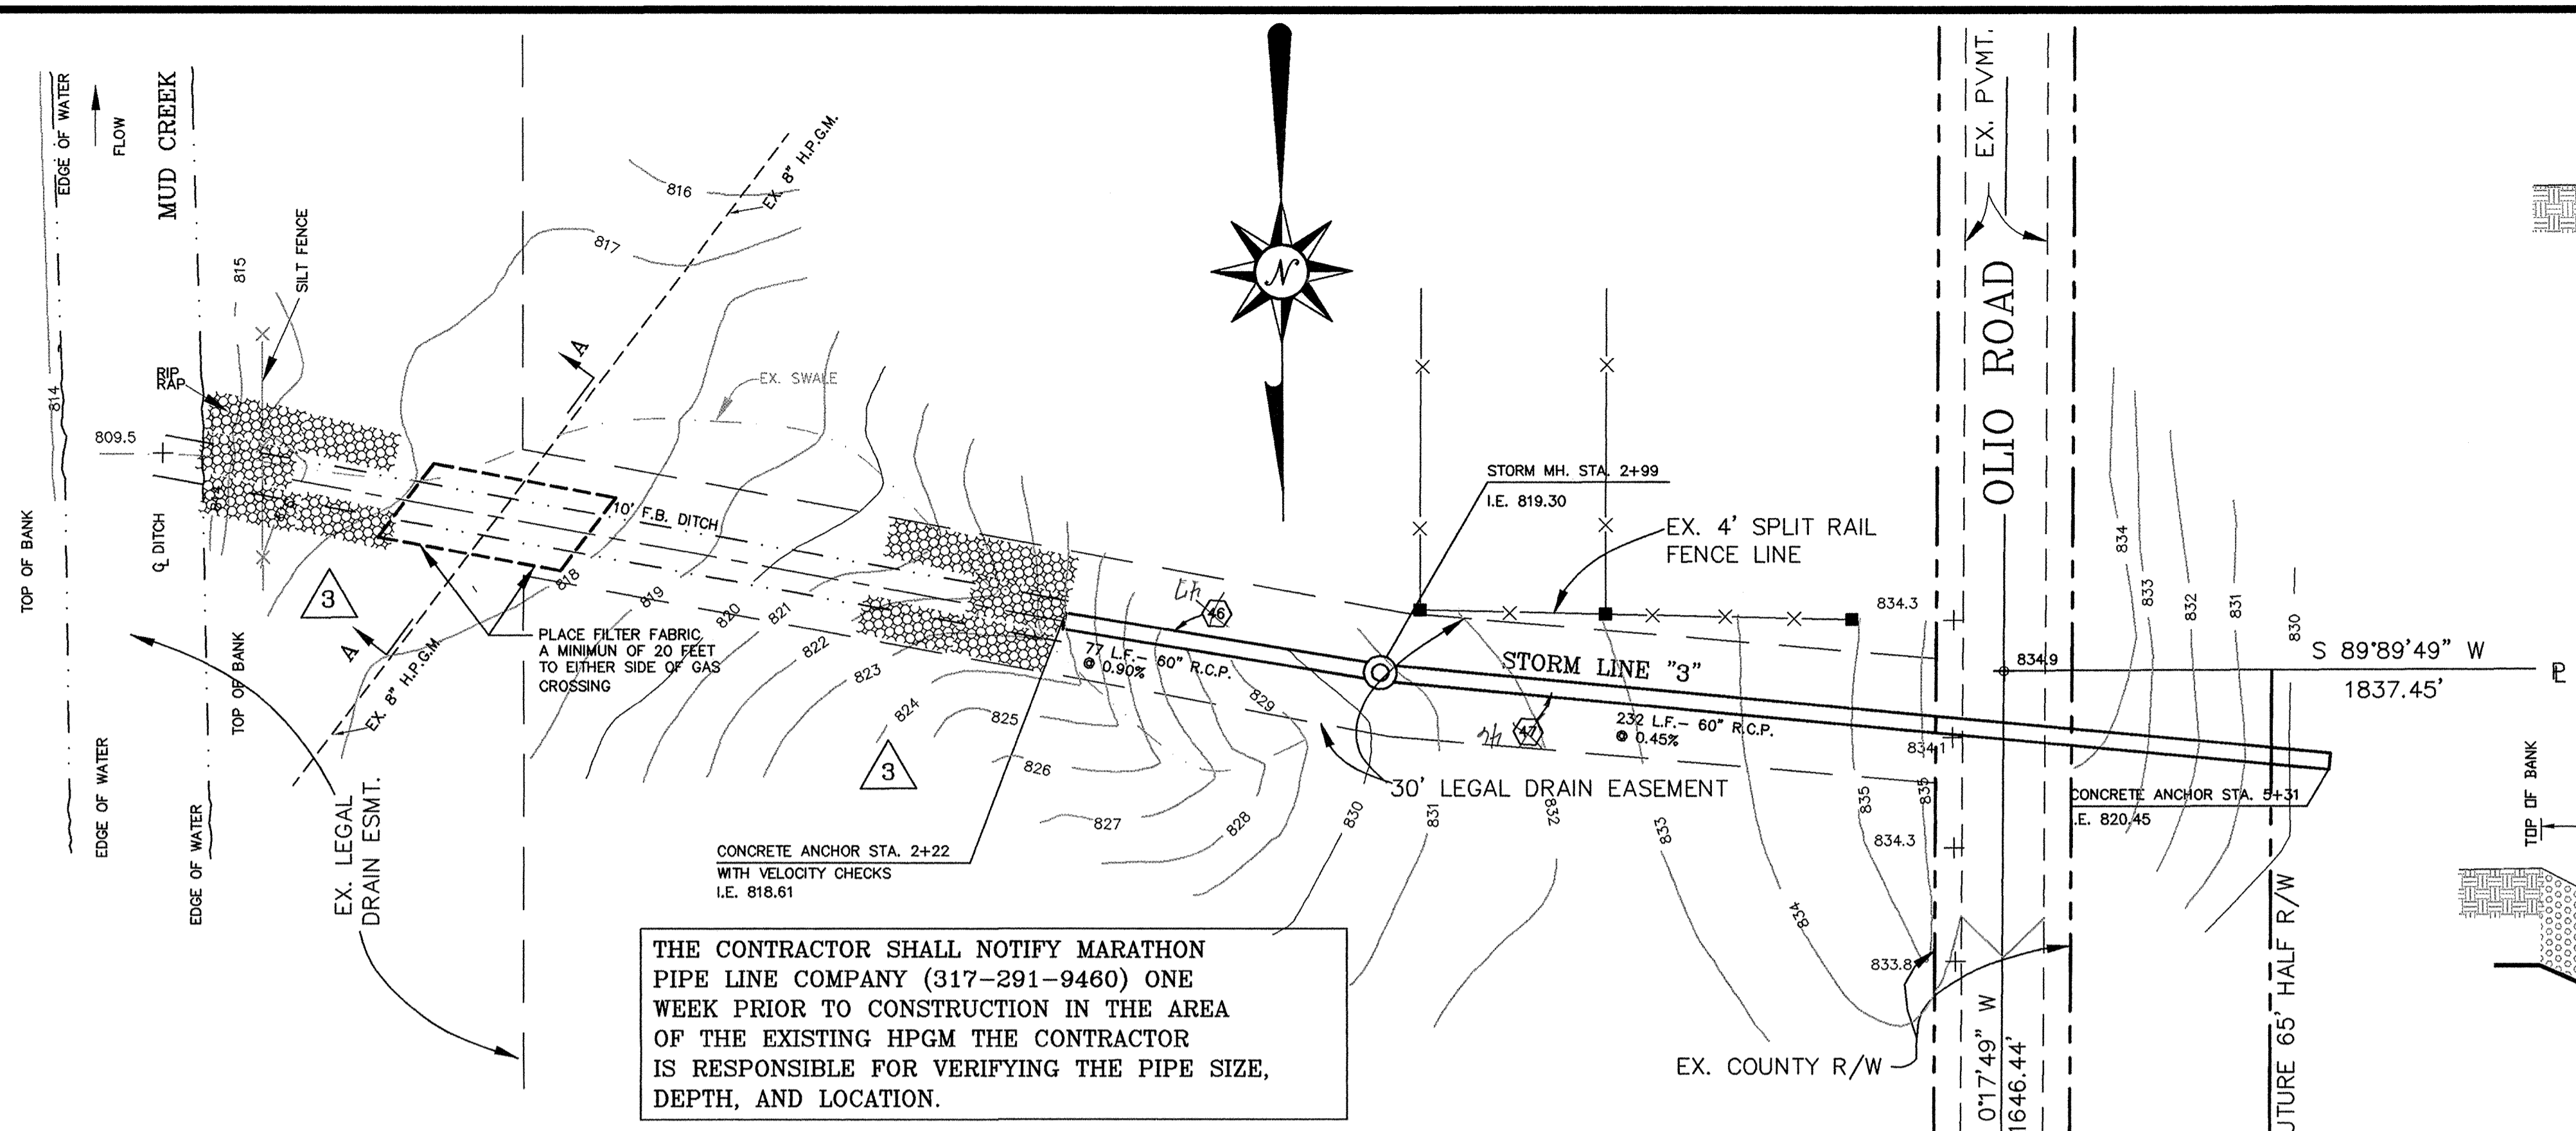 EDGE OF WATER
FLOW
MUD CREEK
815
SILT FENCE
814
RIP
RAP
809.5
TOP OF BANK
℄ DITCH
TOP OF BANK
EDGE OF WATER
EDGE OF WATER
EX. LEGAL
DRAIN ESMT.
3
A
A
EX. 8" H.P.G.M.
EX. 8" H.P.G.M.
816
817
EX. SWALE
10' F.B. DITCH
PLACE FILTER FABRIC
A MINIMUN OF 20 FEET
TO EITHER SIDE OF GAS
CROSSING
818
819
820
821
822
823
824
825
826
827
828
829
830
831
832
833
834
835
835
3
CONCRETE ANCHOR STA. 2+22
WITH VELOCITY CHECKS
I.E. 818.61
N
47
46
77 L.F.- 60" R.C.P.
@ 0.90%
STORM MH. STA. 2+99
I.E. 819.30
EX. 4' SPLIT RAIL
FENCE LINE
STORM LINE "3"
47
232 L.F.- 60" R.C.P.
@ 0.45%
30' LEGAL DRAIN EASEMENT
EX. PVMT.
OLIO ROAD
834.3
834.9
834.1
834.3
833.8
EX. COUNTY R/W
0°17'49" W
1646.44'
834
833
832
831
830
S 89°89'49" W
1837.45'
PL
CONCRETE ANCHOR STA. 5+31
I.E. 820.45
UTURE 65' HALF R/W
TOP OF BANK
THE CONTRACTOR SHALL NOTIFY MARATHON
PIPE LINE COMPANY (317-291-9460) ONE
WEEK PRIOR TO CONSTRUCTION IN THE AREA
OF THE EXISTING HPGM THE CONTRACTOR
IS RESPONSIBLE FOR VERIFYING THE PIPE SIZE,
DEPTH, AND LOCATION.